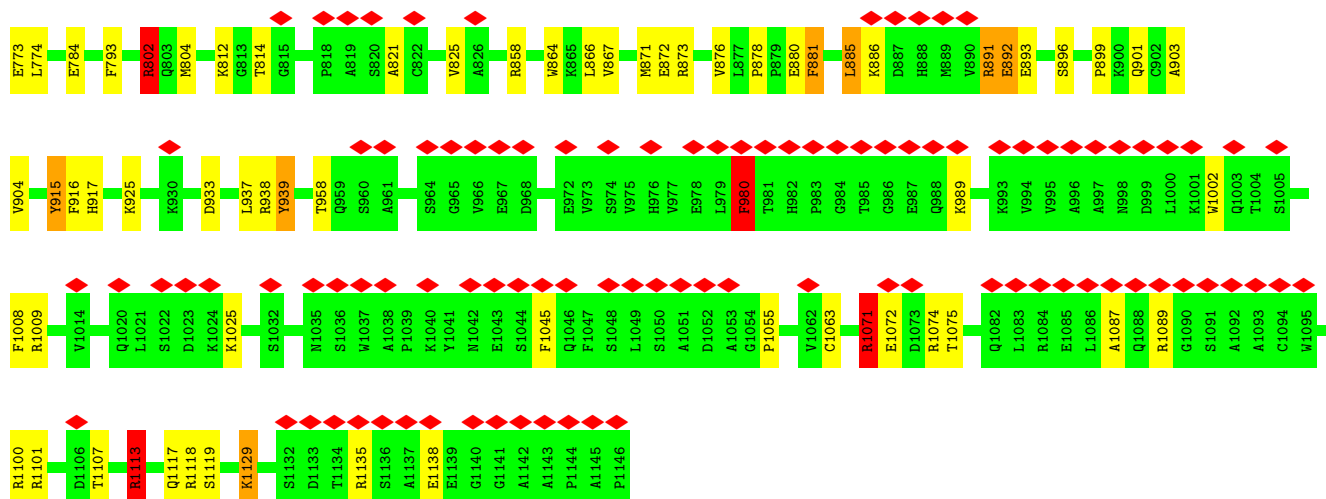 E773 L774 E784 F793 R802 Q803 M804 K812 G813 T814 G815 P818 A819 S820 A821 C822 V825 A826 R858 W864 K865 L866 V867 M871 E872 R873 V876 L877 P878 P879 E880 F881 L885 K886 D887 H888 M889 V890 R891 E892 E893 S896 P899 K900 Q901 C902 A903
V904 Y915 F916 H917 K925 K930 D933 L937 R938 Y939 T958 Q959 S960 A961 S964 G965 V966 E967 D968 E972 V973 S974 V975 H976 V977 E978 L979 F980 T981 H982 P983 G984 T985 G986 E987 Q988 K989 K993 V994 V995 A996 A997 N998 D999 L1000 K1001 W1002 Q1003 T1004 S1005
F1008 R1009 V1014 Q1020 L1021 S1022 D1023 K1024 K1025 S1032 N1035 S1036 W1037 A1038 P1039 K1040 Y1041 N1042 E1043 S1044 F1045 Q1046 F1047 S1048 L1049 S1050 A1051 D1052 A1053 G1054 P1055 V1062 C1063 R1071 E1072 D1073 R1074 T1075 Q1082 L1083 R1084 E1085 L1086 A1087 Q1088 R1089 G1090 S1091 A1092 A1093 C1094 W1095
R1100 R1101 D1106 T1107 R1113 Q1117 R1118 S1119 K1129 S1132 D1133 T1134 R1135 S1136 A1137 E1138 E1139 G1140 G1141 A1142 A1143 P1144 A1145 P1146